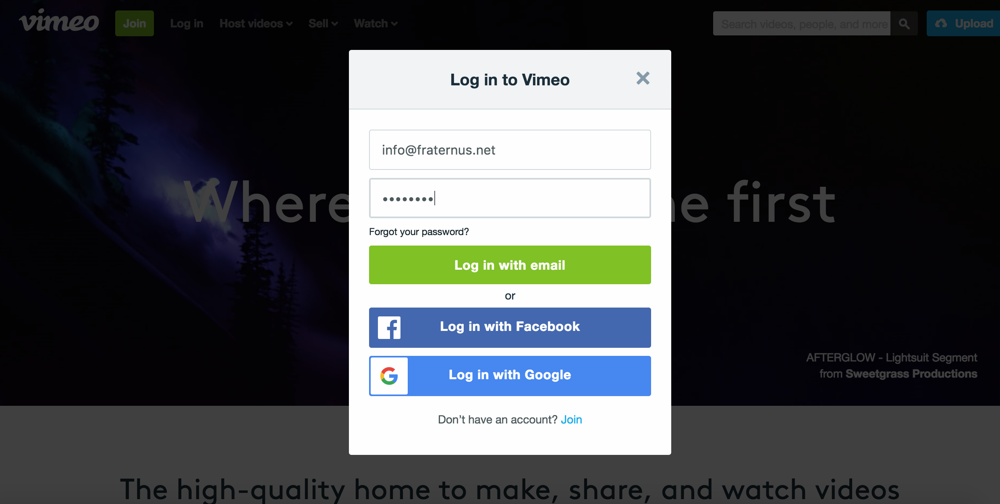 vimeo Join Log in Host videos Sell Watch Search videos, people, and more Upload
Log in to Vimeo
info@fraternus.net
••••••••
Where he first
Forgot your password?
Log in with email
or
Log in with Facebook
Log in with Google
AFTERGLOW - Lightsuit Segment
from Sweetgrass Productions
Don't have an account? Join
The high-quality home to make, share, and watch videos